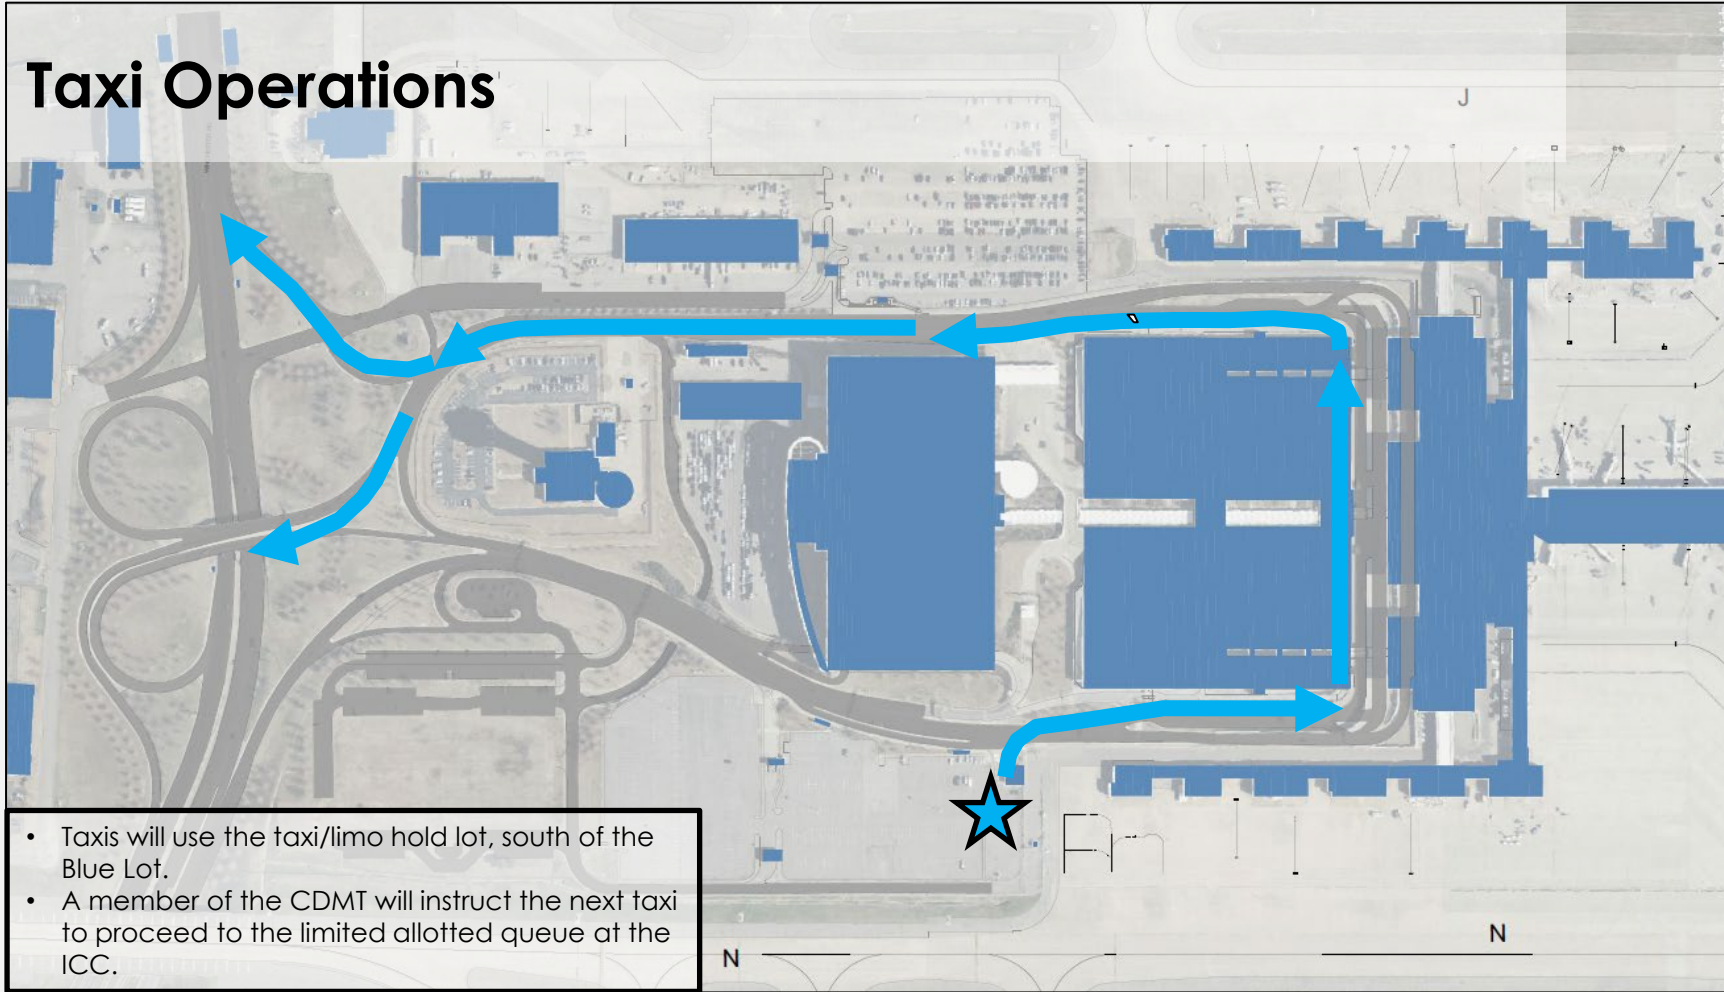 Taxi Operations
J
• Taxis will use the taxi/limo hold lot, south of the
Blue Lot.
• A member of the CDMT will instruct the next taxi
to proceed to the limited allotted queue at the
ICC.
N
N